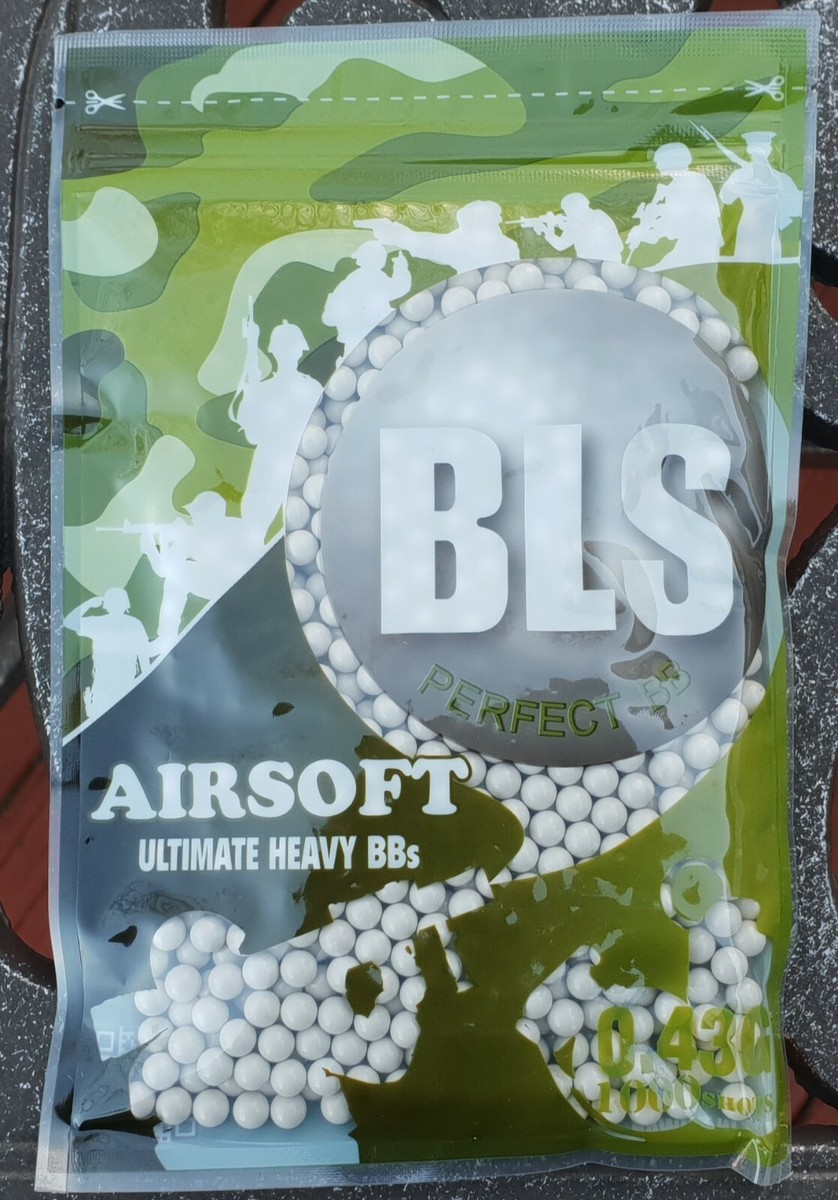 BLS
PERFECT BB
AIRSOFT
ULTIMATE HEAVY BBs
0.43G
1000 SHOTS